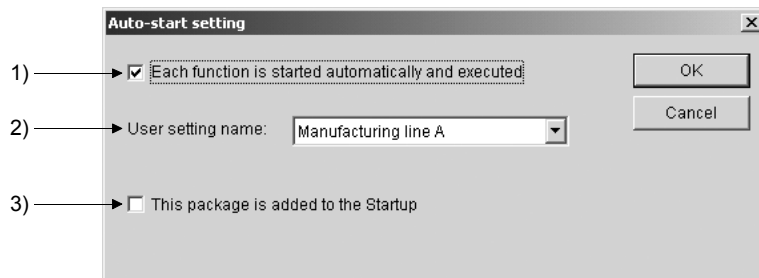 Auto-start setting
1)
Each function is started automatically and executed
OK
2)
User setting name:
Manufacturing line A
Cancel
3)
This package is added to the Startup